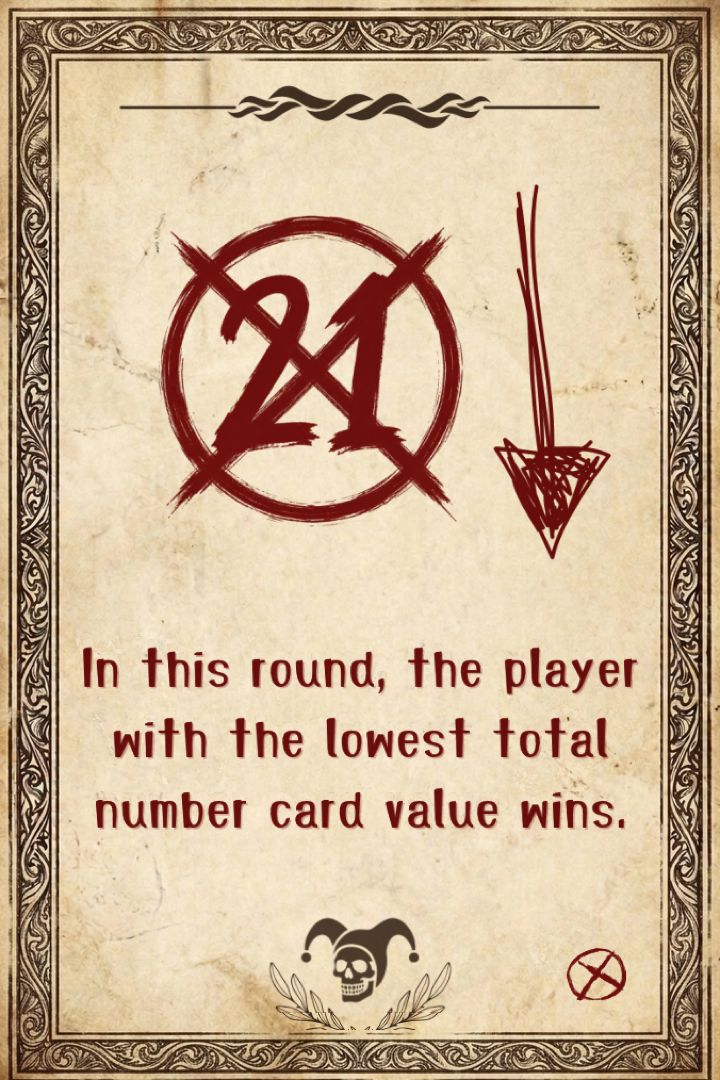 21
In this round, the player
with the lowest total
number card value wins.